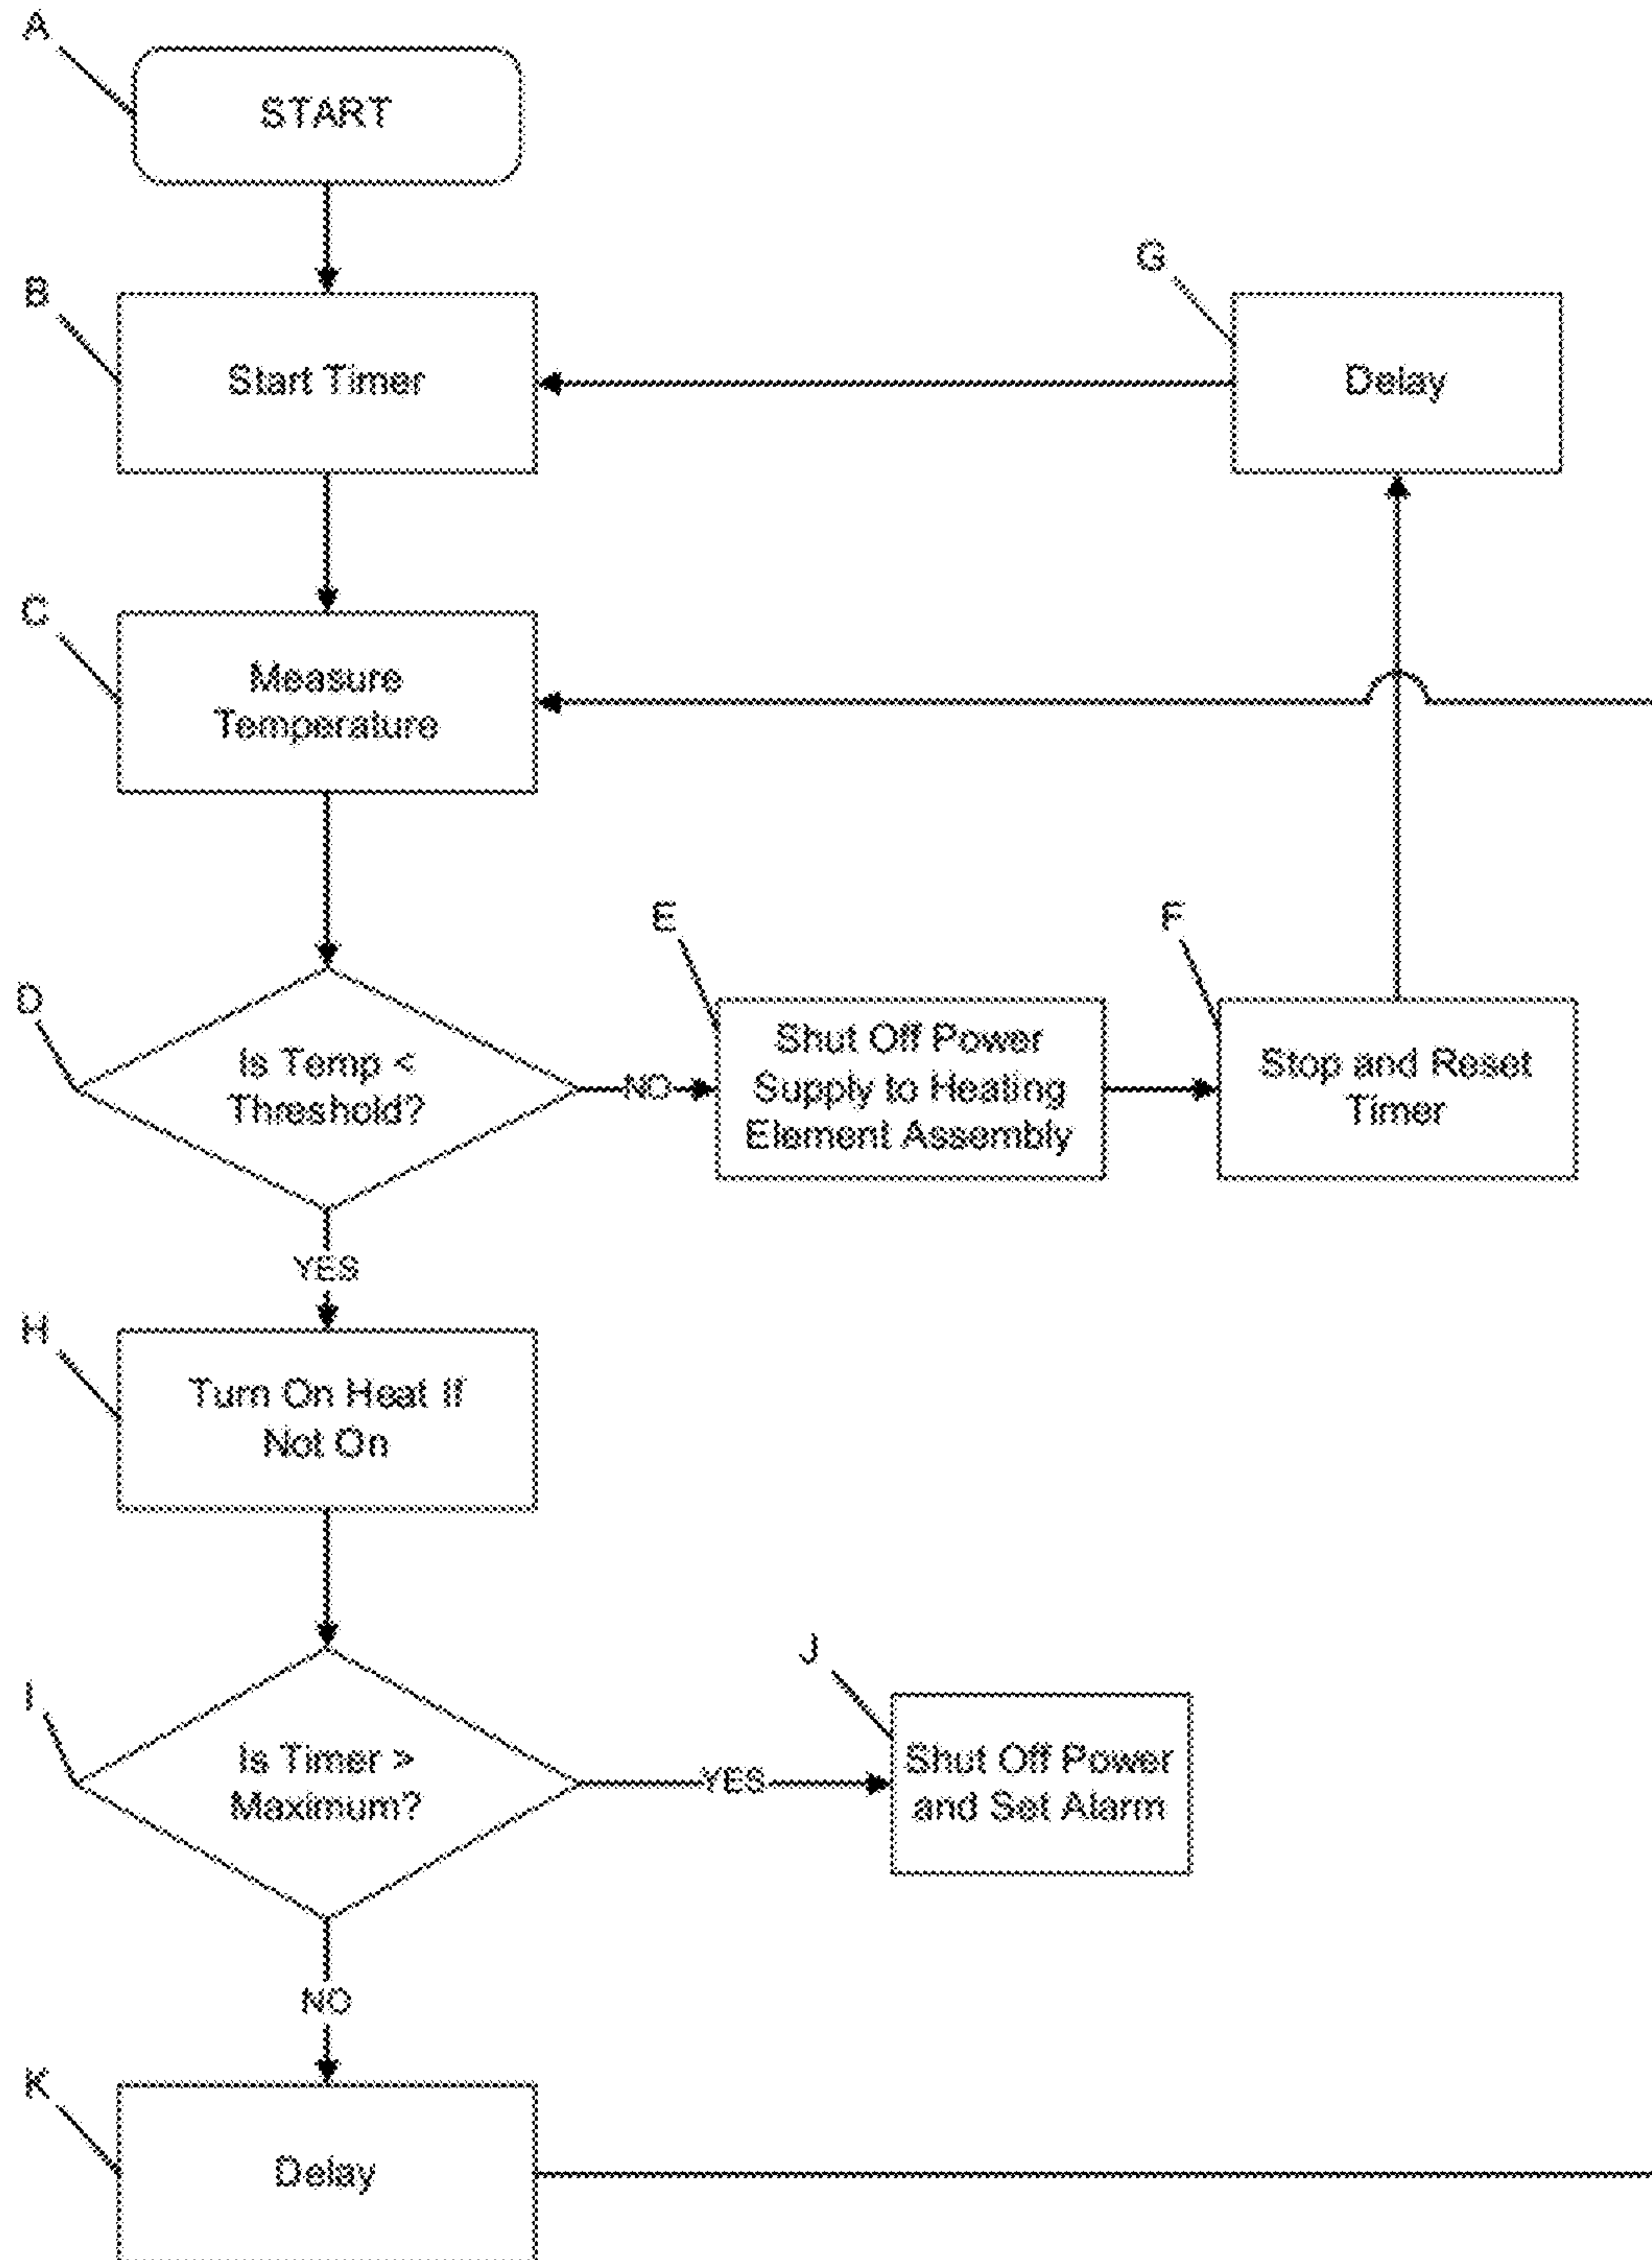 A
START
B
Start Timer
G
Delay
C
Measure
Temperature
D
Is Temp <
Threshold?
NO
E
Shut Off Power
Supply to Heating
Element Assembly
F
Stop and Reset
Timer
YES
H
Turn On Heat If
Not On
I
Is Timer >
Maximum?
YES
J
Shut Off Power
and Set Alarm
NO
K
Delay